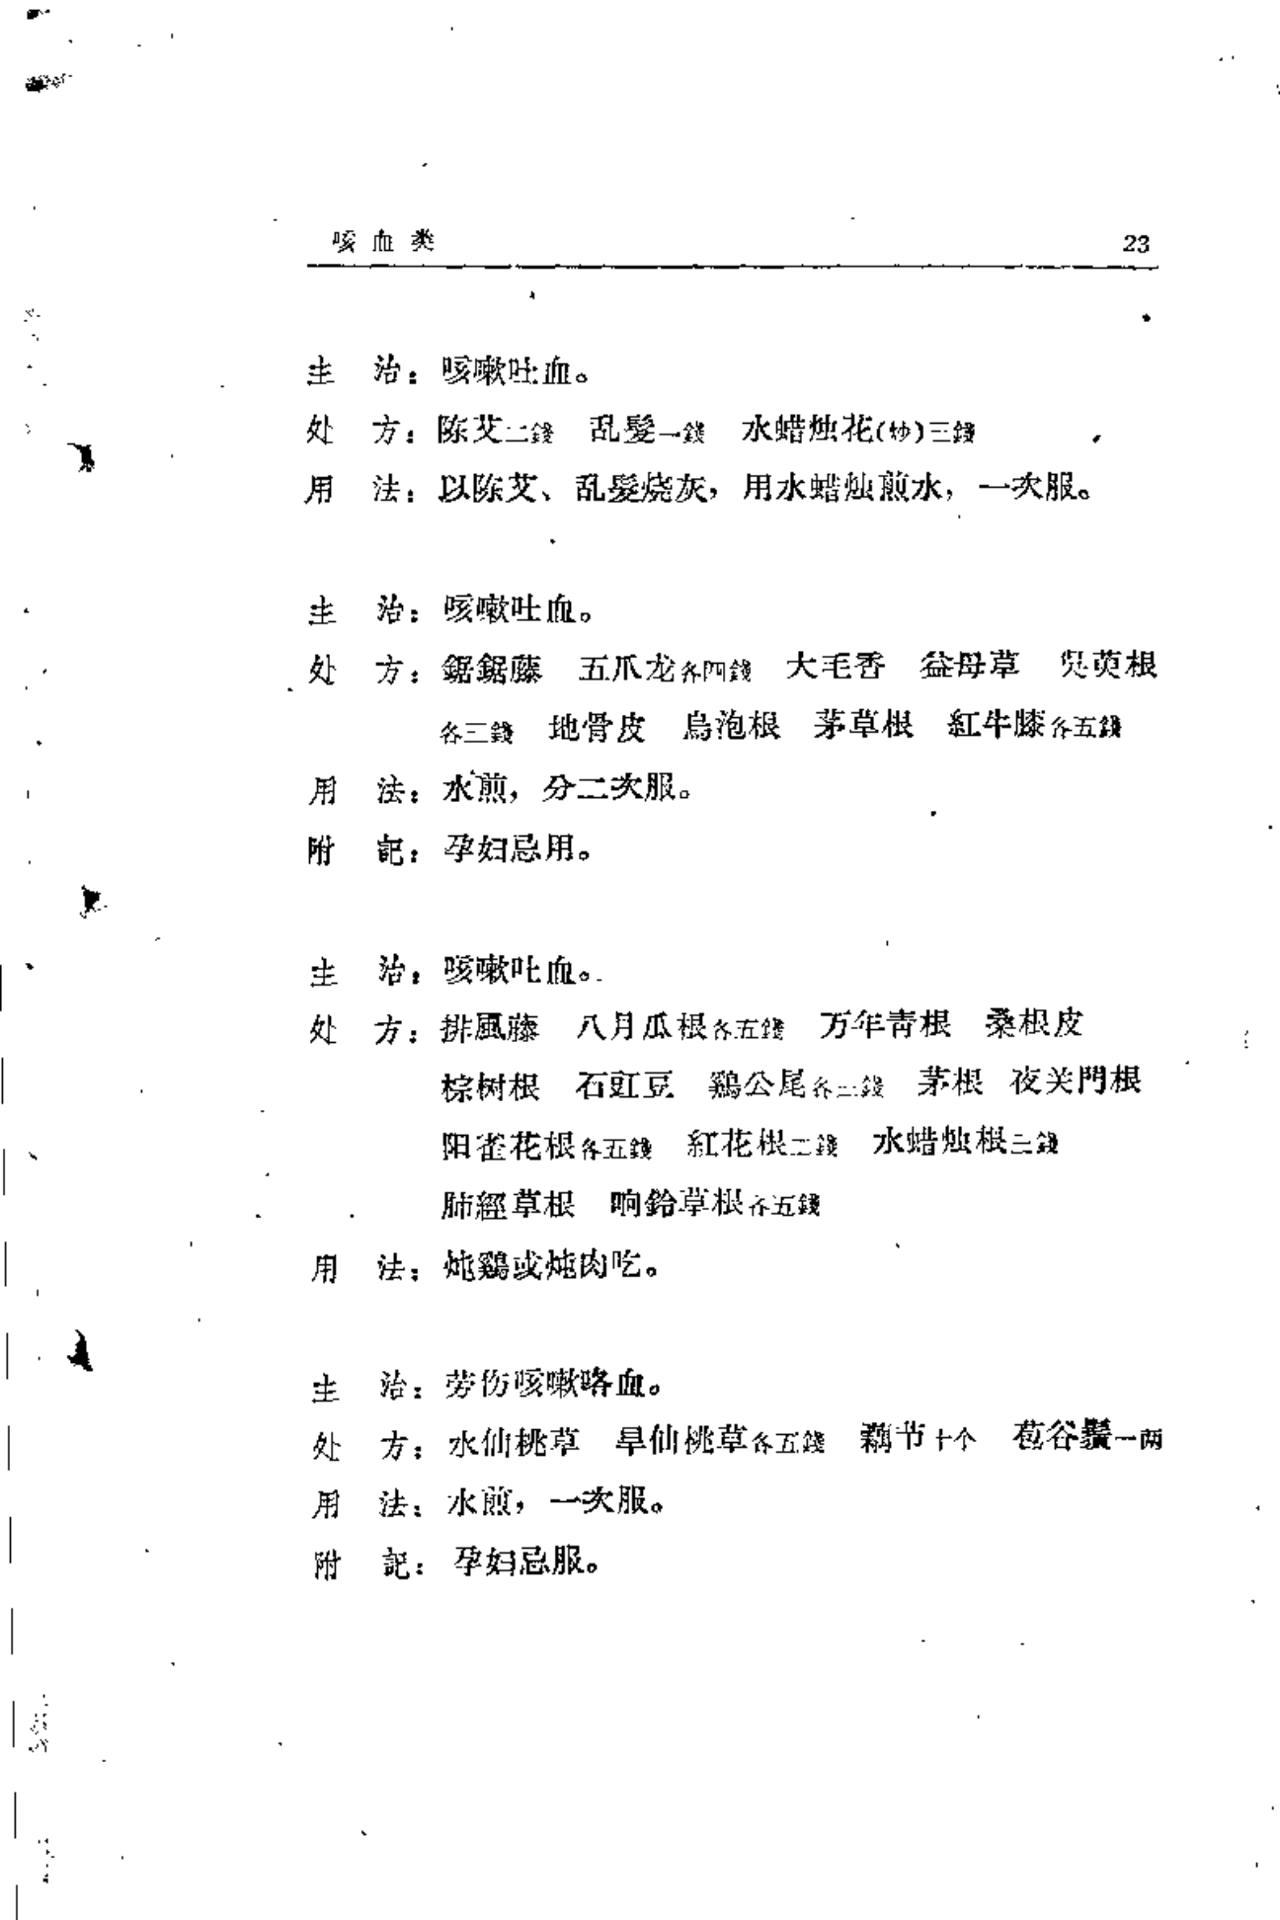 咳血类 23
主 治：咳嗽吐血。
处 方：陈艾二錢 乱髮一錢 水蜡烛花(炒)三錢
用 法：以陈艾、乱髮烧灰，用水蜡烛煎水，一次服。
主 治：咳嗽吐血。
处 方：鋸鋸藤 五爪龙各四錢 大毛香 益母草 吳萸根
各三錢 地骨皮 烏泡根 茅草根 紅牛膝各五錢
用 法：水煎，分二次服。
附 記：孕妇忌用。
主 治：咳嗽吐血。
处 方：排風藤 八月瓜根各五錢 万年青根 桑根皮
棕树根 石豇豆 鷄公尾各三錢 茅根 夜关門根
阳雀花根各五錢 紅花根二錢 水蜡烛根三錢
肺經草根 响鈴草根各五錢
用 法：炖鷄或炖肉吃。
主 治：劳伤咳嗽咯血。
处 方：水仙桃草 旱仙桃草各五錢 藕节十个 苞谷鬚一两
用 法：水煎，一次服。
附 記：孕妇忌服。